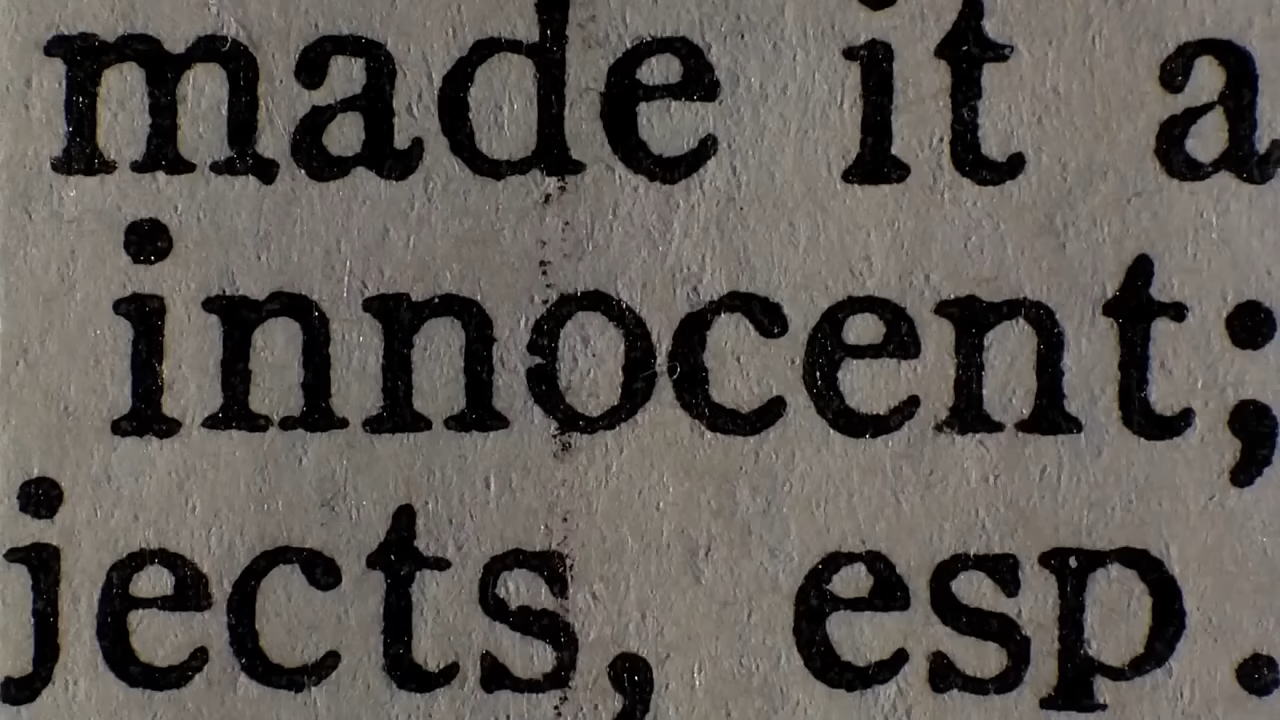 made it a
innocent;
jects, esp.